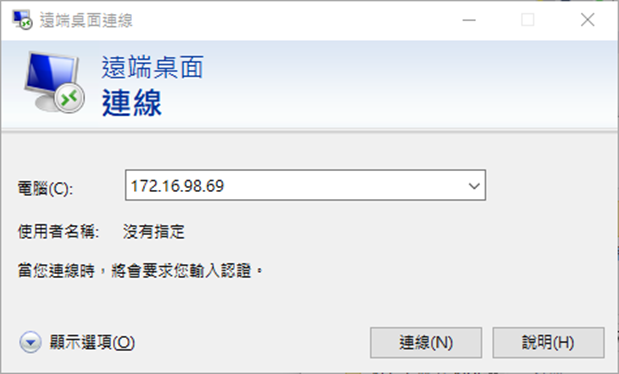 遠端桌面連線
遠端桌面
連線
電腦(C): 172.16.98.69
使用者名稱: 沒有指定
當您連線時，將會要求您輸入認證。
顯示選項(O) 連線(N) 說明(H)